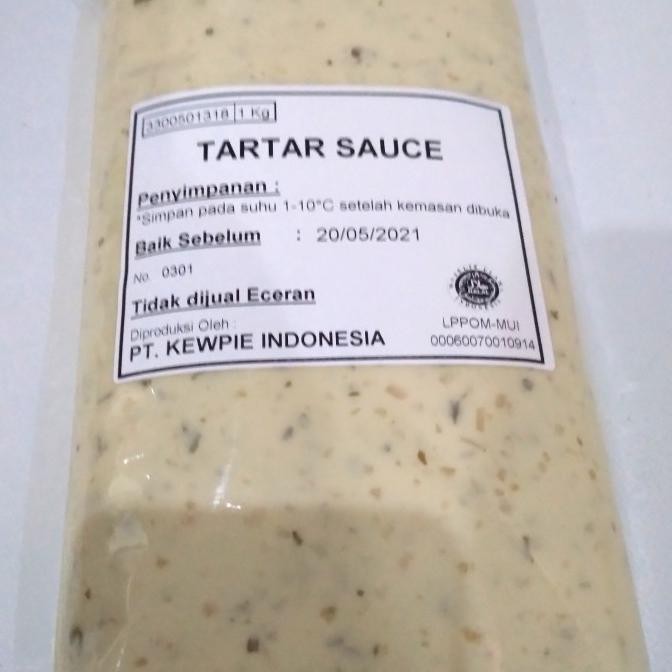 3300501318 1 Kg
TARTAR SAUCE
Penyimpanan :
*Simpan pada suhu 1-10°C setelah kemasan dibuka
Baik Sebelum : 20/05/2021
No. 0301
Tidak dijual Eceran
Diproduksi Oleh :
PT. KEWPIE INDONESIA
HALAL
LPPOM-MUI
00060070010914